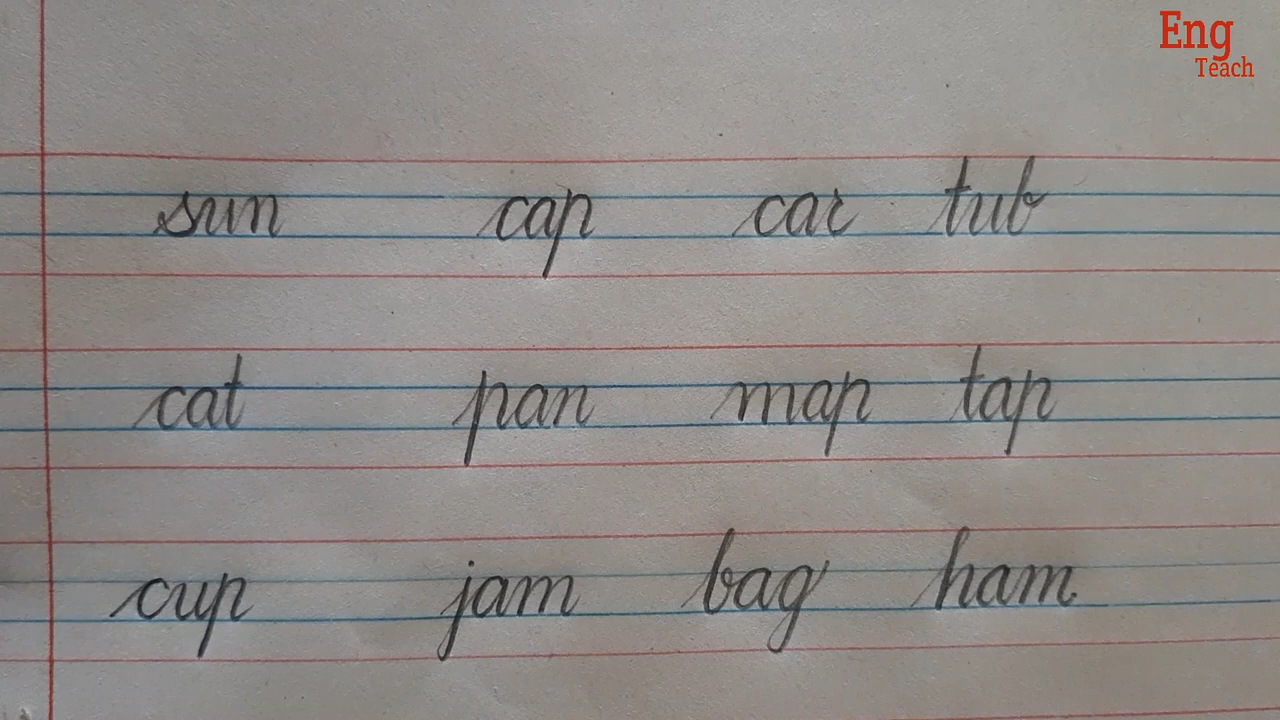 Eng
Teach
sun cap car tub
cat pan map tap
cup jam bag ham